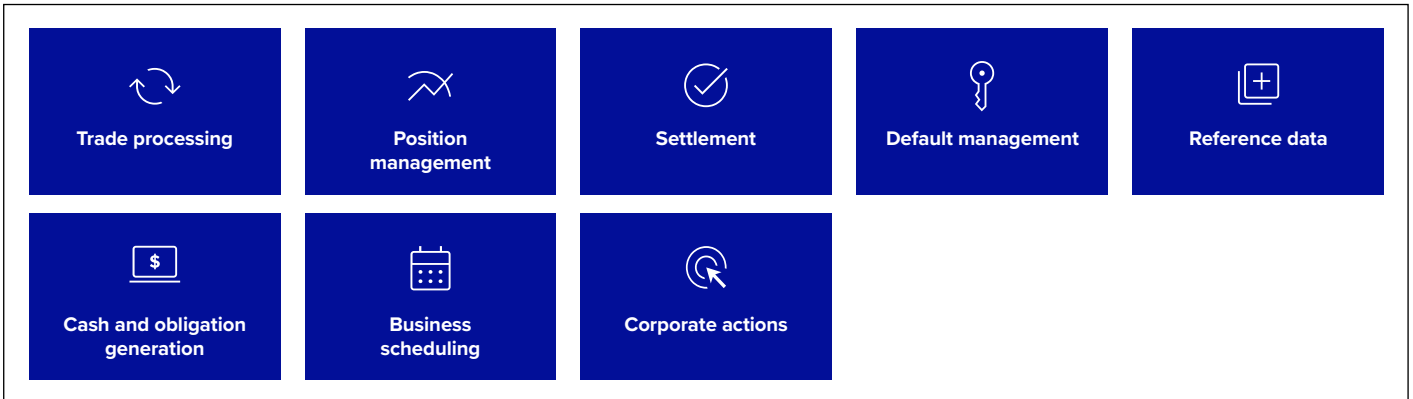 Trade processing
Position
management
Settlement
Default management
Reference data
$
Cash and obligation
generation
Business
scheduling
Corporate actions